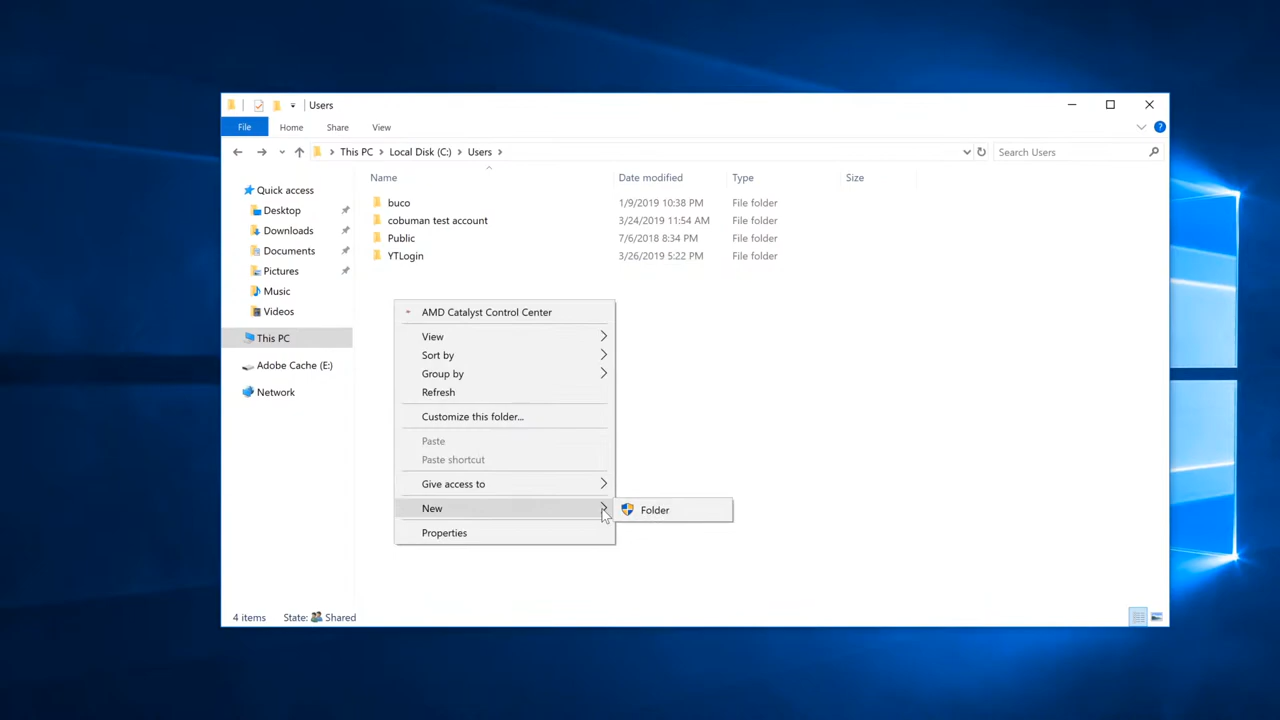 Users
File Home Share View
This PC Local Disk (C:) Users
Search Users
Name Date modified Type Size
Quick access
Desktop
Downloads
Documents
Pictures
Music
Videos
This PC
Adobe Cache (E:)
Network
buco 1/9/2019 10:38 PM File folder
cobuman test account 3/24/2019 11:54 AM File folder
Public 7/6/2018 8:34 PM File folder
YTLogin 3/26/2019 5:22 PM File folder
AMD Catalyst Control Center
View
Sort by
Group by
Refresh
Customize this folder...
Paste
Paste shortcut
Give access to
New
Folder
Properties
4 items State: Shared